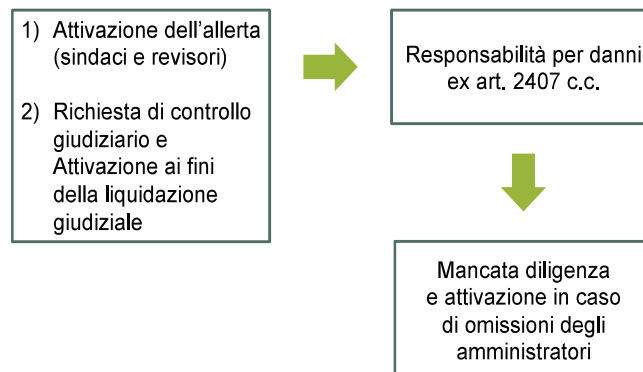 1) Attivazione dell'allerta
(sindaci e revisori)
2) Richiesta di controllo
giudiziario e
Attivazione ai fini
della liquidazione
giudiziale
Responsabilità per danni
ex art. 2407 c.c.
Mancata diligenza
e attivazione in caso
di omissioni degli
amministratori